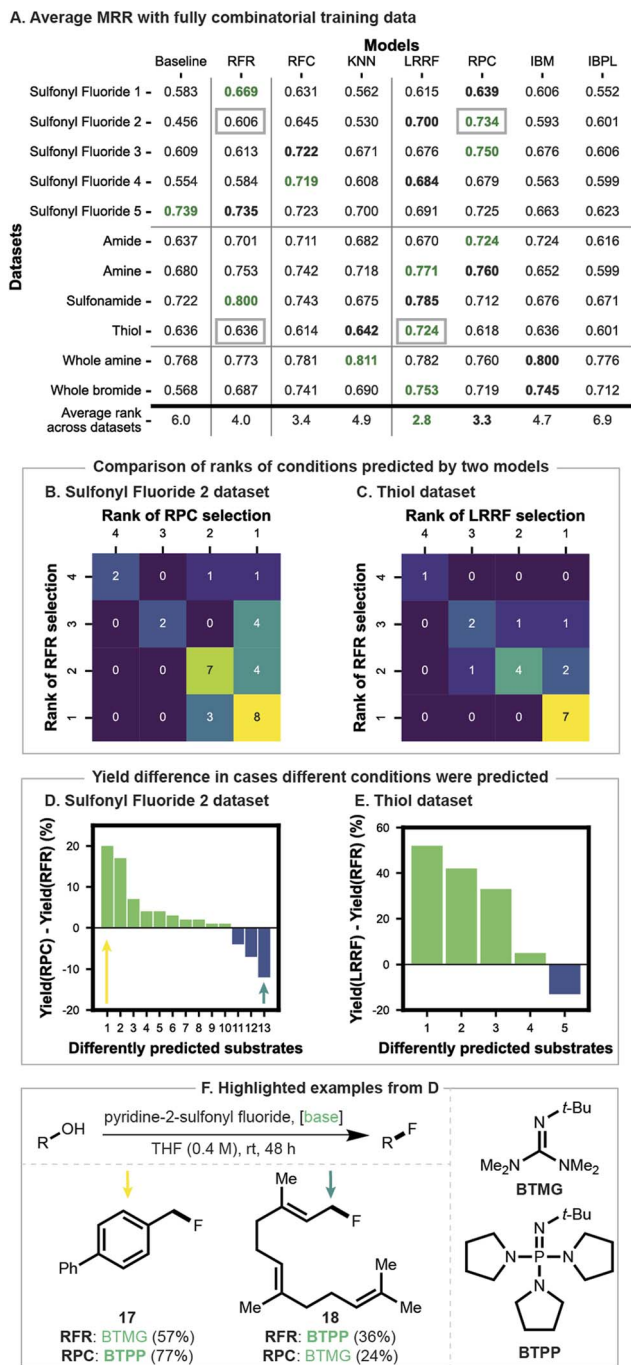 A. Average MRR with fully combinatorial training data
Models
Baseline RFR RFC KNN LRRF RPC IBM IBPL
Datasets
Sulfonyl Fluoride 1 - 0.583 0.669 0.631 0.562 0.615 0.639 0.606 0.552
Sulfonyl Fluoride 2 - 0.456 0.606 0.645 0.530 0.700 0.734 0.593 0.601
Sulfonyl Fluoride 3 - 0.609 0.613 0.722 0.671 0.676 0.750 0.676 0.606
Sulfonyl Fluoride 4 - 0.554 0.584 0.719 0.608 0.684 0.679 0.563 0.599
Sulfonyl Fluoride 5 - 0.739 0.735 0.723 0.700 0.691 0.725 0.663 0.623
Amide - 0.637 0.701 0.711 0.682 0.670 0.724 0.724 0.616
Amine - 0.680 0.753 0.742 0.718 0.771 0.760 0.652 0.599
Sulfonamide - 0.722 0.800 0.743 0.675 0.785 0.712 0.676 0.671
Thiol - 0.636 0.636 0.614 0.642 0.724 0.618 0.636 0.601
Whole amine - 0.768 0.773 0.781 0.811 0.782 0.760 0.800 0.776
Whole bromide - 0.568 0.687 0.741 0.690 0.753 0.719 0.745 0.712
Average rank
across datasets
6.0 4.0 3.4 4.9 2.8 3.3 4.7 6.9
Comparison of ranks of conditions predicted by two models
B. Sulfonyl Fluoride 2 dataset
Rank of RPC selection
4 3 2 1
Rank of RFR selection
4 2 0 1 1
3 0 2 0 4
2 0 0 7 4
1 0 0 3 8
C. Thiol dataset
Rank of LRRF selection
4 3 2 1
Rank of RFR selection
4 1 0 0 0
3 0 2 1 1
2 0 1 4 2
1 0 0 0 7
Yield difference in cases different conditions were predicted
D. Sulfonyl Fluoride 2 dataset
Yield(RPC) - Yield(RFR) (%)
20
10
0
-10
-20
1 2 3 4 5 6 7 8 9 10 11 12 13
Differently predicted substrates
E. Thiol dataset
Yield(LRRF) - Yield(RFR) (%)
60
40
20
0
-20
1 2 3 4 5
Differently predicted substrates
F. Highlighted examples from D
R OH
pyridine-2-sulfonyl fluoride, [base]
THF (0.4 M), rt, 48 h
R F
Ph
F
17
RFR: BTMG (57%)
RPC: BTPP (77%)
Me
F
Me
Me
Me
18
RFR: BTPP (36%)
RPC: BTMG (24%)
N t-Bu
Me2N NMe2
BTMG
N t-Bu
N P N
N
BTPP